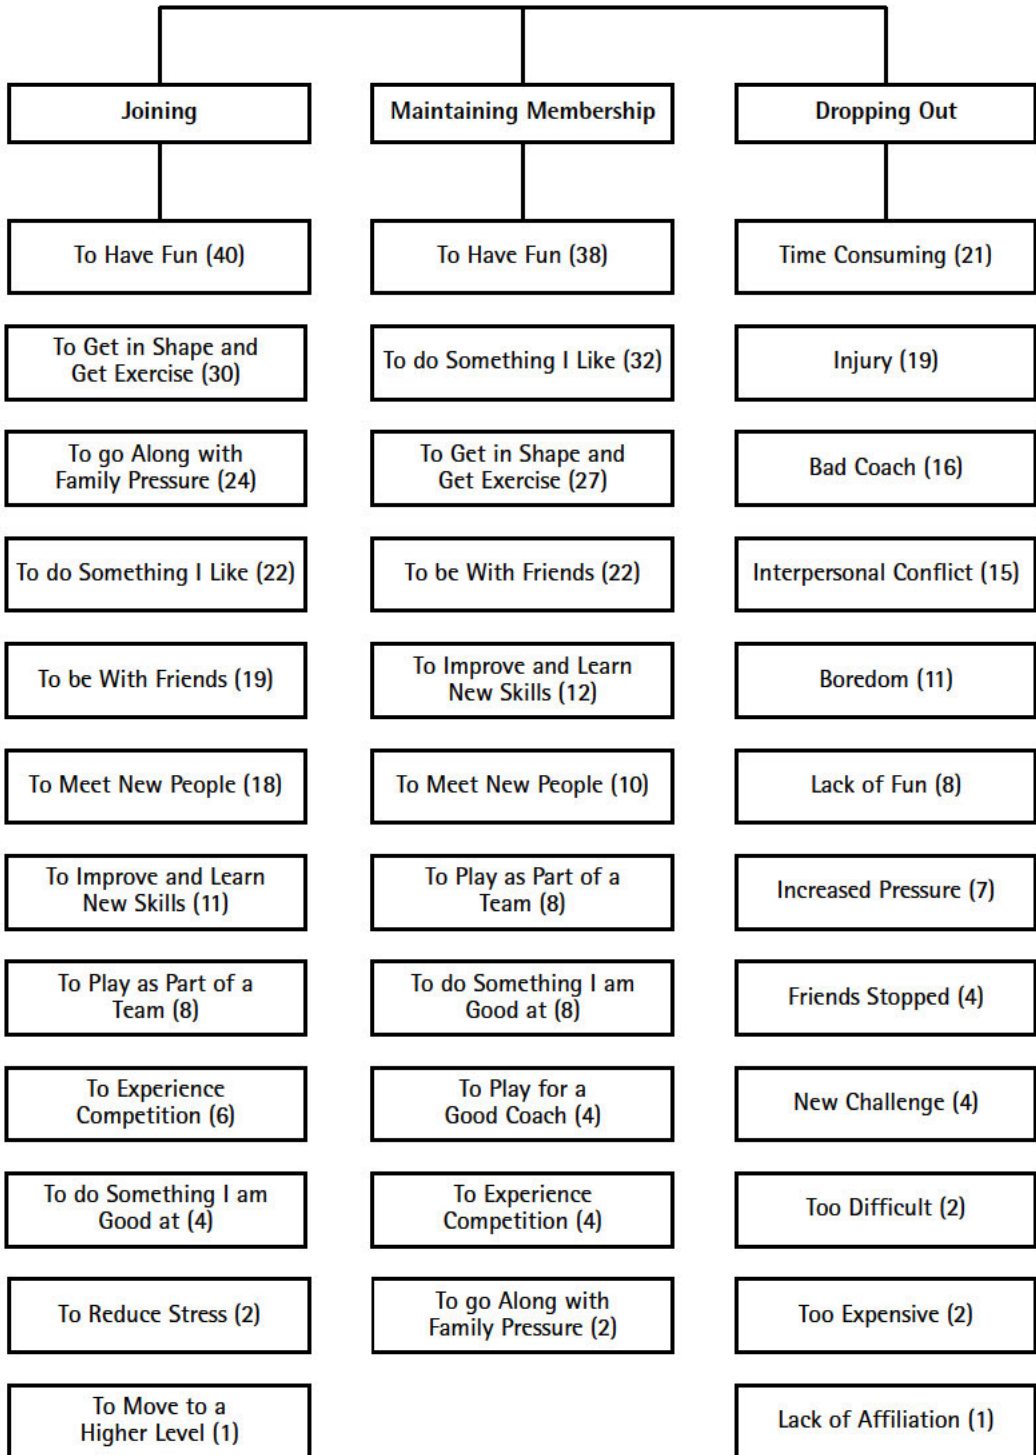 Joining
Maintaining Membership
Dropping Out
To Have Fun (40)
To Have Fun (38)
Time Consuming (21)
To Get in Shape and
Get Exercise (30)
To do Something I Like (32)
Injury (19)
To go Along with
Family Pressure (24)
To Get in Shape and
Get Exercise (27)
Bad Coach (16)
To do Something I Like (22)
To be With Friends (22)
Interpersonal Conflict (15)
To be With Friends (19)
To Improve and Learn
New Skills (12)
Boredom (11)
To Meet New People (18)
To Meet New People (10)
Lack of Fun (8)
To Improve and Learn
New Skills (11)
To Play as Part of a
Team (8)
Increased Pressure (7)
To Play as Part of a
Team (8)
To do Something I am
Good at (8)
Friends Stopped (4)
To Experience
Competition (6)
To Play for a
Good Coach (4)
New Challenge (4)
To do Something I am
Good at (4)
To Experience
Competition (4)
Too Difficult (2)
To Reduce Stress (2)
To go Along with
Family Pressure (2)
Too Expensive (2)
To Move to a
Higher Level (1)
Lack of Affiliation (1)